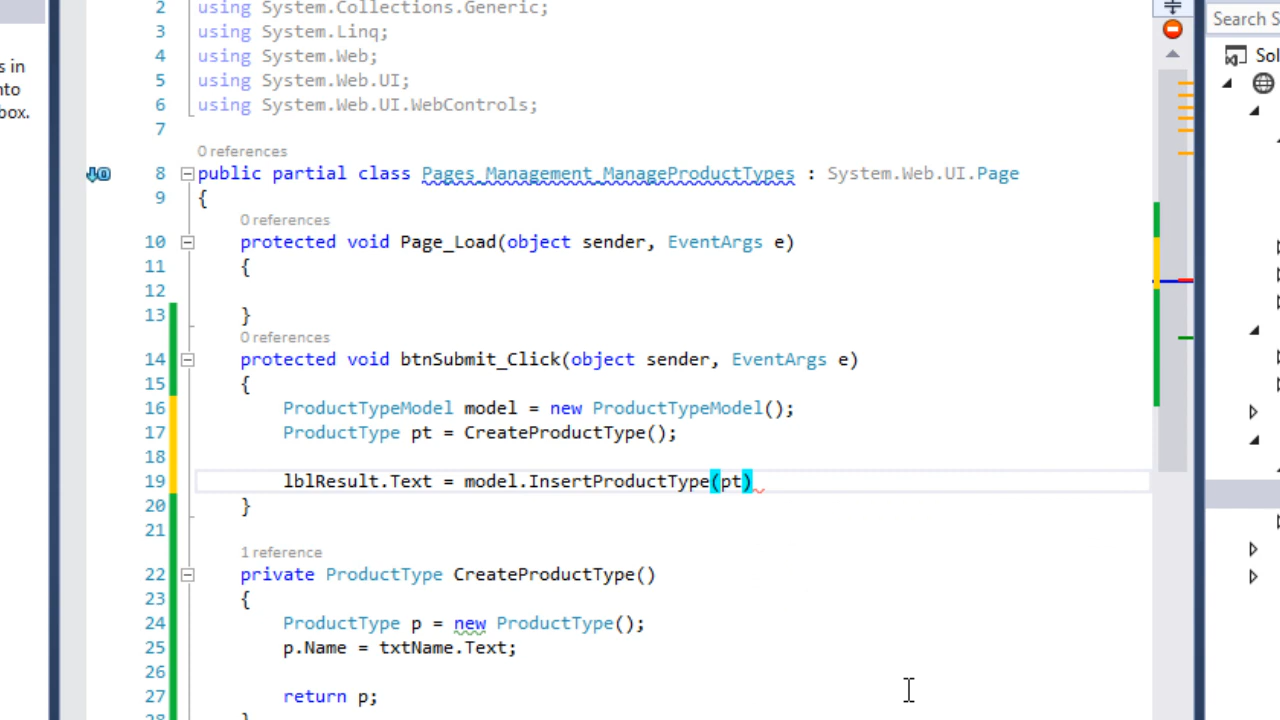 s in
nto
box.
2 using System.Collections.Generic;
3 using System.Linq;
4 using System.Web;
5 using System.Web.UI;
6 using System.Web.UI.WebControls;
7
0 references
8 public partial class Pages_Management_ManageProductTypes : System.Web.UI.Page
9 {
0 references
10 protected void Page_Load(object sender, EventArgs e)
11 {
12
13 }
0 references
14 protected void btnSubmit_Click(object sender, EventArgs e)
15 {
16 ProductTypeModel model = new ProductTypeModel();
17 ProductType pt = CreateProductType();
18
19 lblResult.Text = model.InsertProductType(pt)
20 }
21
1 reference
22 private ProductType CreateProductType()
23 {
24 ProductType p = new ProductType();
25 p.Name = txtName.Text;
26
27 return p;
28 }
Search S
Sol